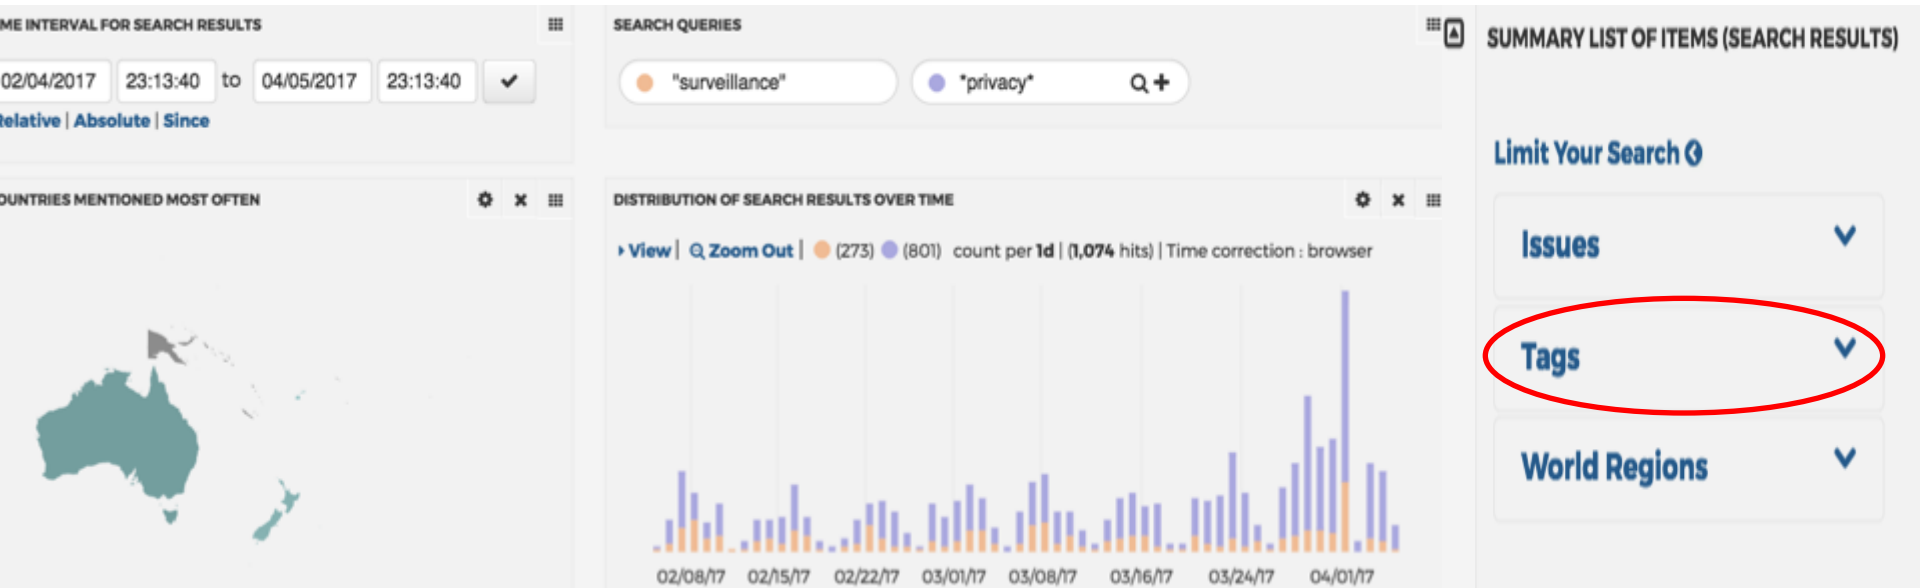 ME INTERVAL FOR SEARCH RESULTS
02/04/2017 23:13:40 to 04/05/2017 23:13:40
Relative | Absolute | Since
SEARCH QUERIES
"surveillance" *privacy*
SUMMARY LIST OF ITEMS (SEARCH RESULTS)
Limit Your Search
Issues
Tags
World Regions
OUNTRIES MENTIONED MOST OFTEN
DISTRIBUTION OF SEARCH RESULTS OVER TIME
View | Zoom Out | (273) (801) count per 1d | (1,074 hits) | Time correction : browser
02/08/17 02/15/17 02/22/17 03/01/17 03/08/17 03/16/17 03/24/17 04/01/17